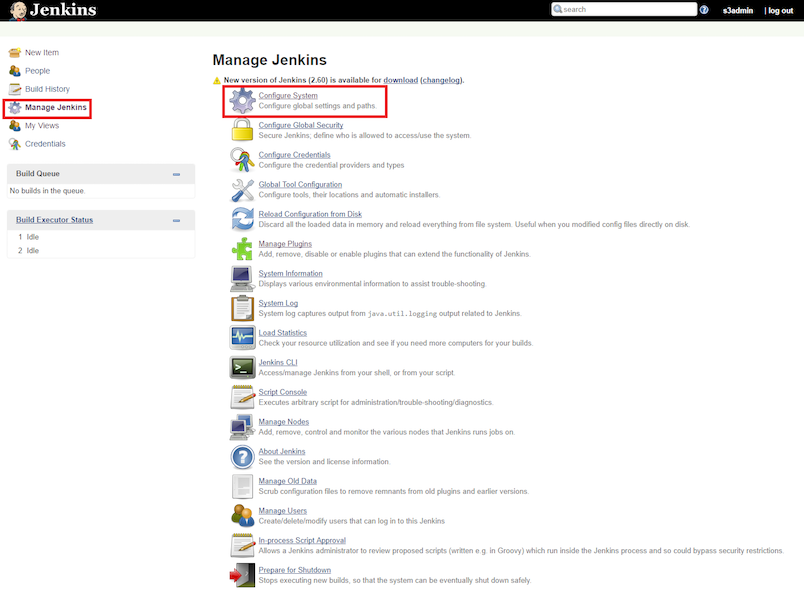 Jenkins
search
s3admin
| log out
New Item
People
Build History
Manage Jenkins
My Views
Credentials
Build Queue
No builds in the queue.
Build Executor Status
1 Idle
2 Idle
Manage Jenkins
New version of Jenkins (2.60) is available for download (changelog).
Configure System
Configure global settings and paths.
Configure Global Security
Secure Jenkins; define who is allowed to access/use the system.
Configure Credentials
Configure the credential providers and types
Global Tool Configuration
Configure tools, their locations and automatic installers.
Reload Configuration from Disk
Discard all the loaded data in memory and reload everything from file system. Useful when you modified config files directly on disk.
Manage Plugins
Add, remove, disable or enable plugins that can extend the functionality of Jenkins.
System Information
Displays various environmental information to assist trouble-shooting.
System Log
System log captures output from java.util.logging output related to Jenkins.
Load Statistics
Check your resource utilization and see if you need more computers for your builds.
Jenkins CLI
Access/manage Jenkins from your shell, or from your script.
Script Console
Executes arbitrary script for administration/trouble-shooting/diagnostics.
Manage Nodes
Add, remove, control and monitor the various nodes that Jenkins runs jobs on.
About Jenkins
See the version and license information
Manage Old Data
Scrub configuration files to remove remnants from old plugins and earlier versions.
Manage Users
Create/delete/modify users that can log in to this Jenkins
In-process Script Approval
Allows a Jenkins administrator to review proposed scripts (written e.g. in Groovy) which run inside the Jenkins process and so could bypass security restrictions.
Prepare for Shutdown
Stops executing new builds, so that the system can be eventually shut down safely.